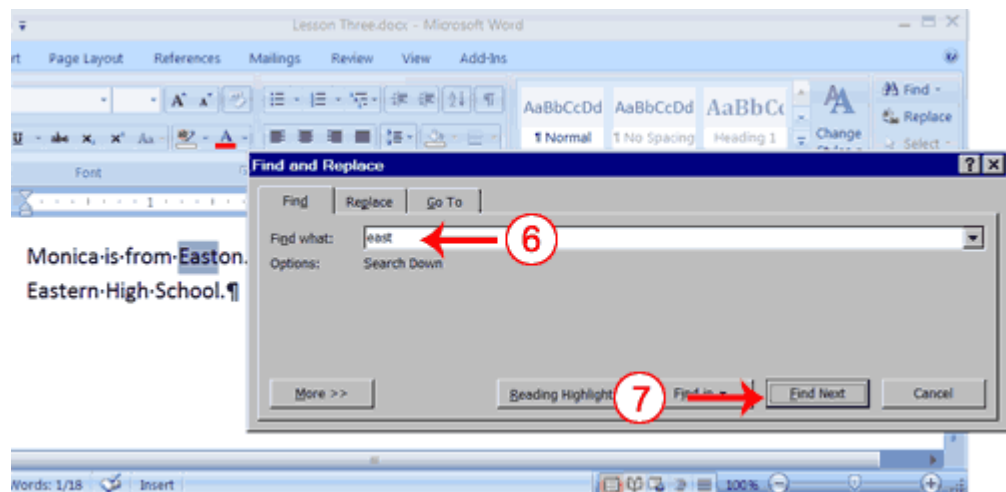 Lesson Three.docx - Microsoft Word
Page Layout References Mailings Review View Add-Ins
AaBbCcDd AaBbCcDd AaBbCc
¶ Normal ¶ No Spacing Heading 1
Change
Find
Replace
Select
Font
Find and Replace
Find Replace Go To
Find what: east 6
Options: Search Down
Monica·is·from·Easton.
Eastern·High·School.¶
More >> Reading Highlight 7 Find in Find Next Cancel
Words: 1/18 Insert 100%